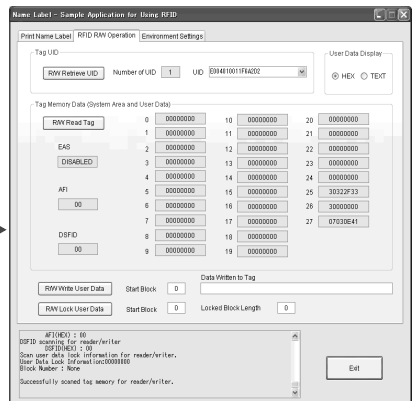 Name Label - Sample Application for Using RFID
Print Name Label RFID R/W Operation Environment Settings
Tag UID
User Data Display
R/W Retrieve UID Number of UID 1 UID E004010011F0A2D2
HEX TEXT
Tag Memory Data (System Area and User Data)
R/W Read Tag
0 00000000 10 00000000 20 00000000
1 00000000 11 00000000 21 00000000
EAS
2 00000000 12 00000000 22 00000000
DISABLED
3 00000000 13 00000000 23 00000000
4 00000000 14 00000000 24 00000000
AFI
5 00000000 15 00000000 25 30322F33
00
6 00000000 16 00000000 26 30000000
7 00000000 17 00000000 27 07030E41
DSFID
8 00000000 18 00000000
00
9 00000000 19 00000000
Data Written to Tag
R/W Write User Data Start Block 0
R/W Lock User Data Start Block 0 Locked Block Length 0
AFI(HEX) : 00
DSFID scanning for reader/writer
DSFID(HEX) : 00
Scan user data lock information for reader/writer.
User Data Lock Information:00000000
Block Number : None
Successfully scanned tag memory for reader/writer.
Exit